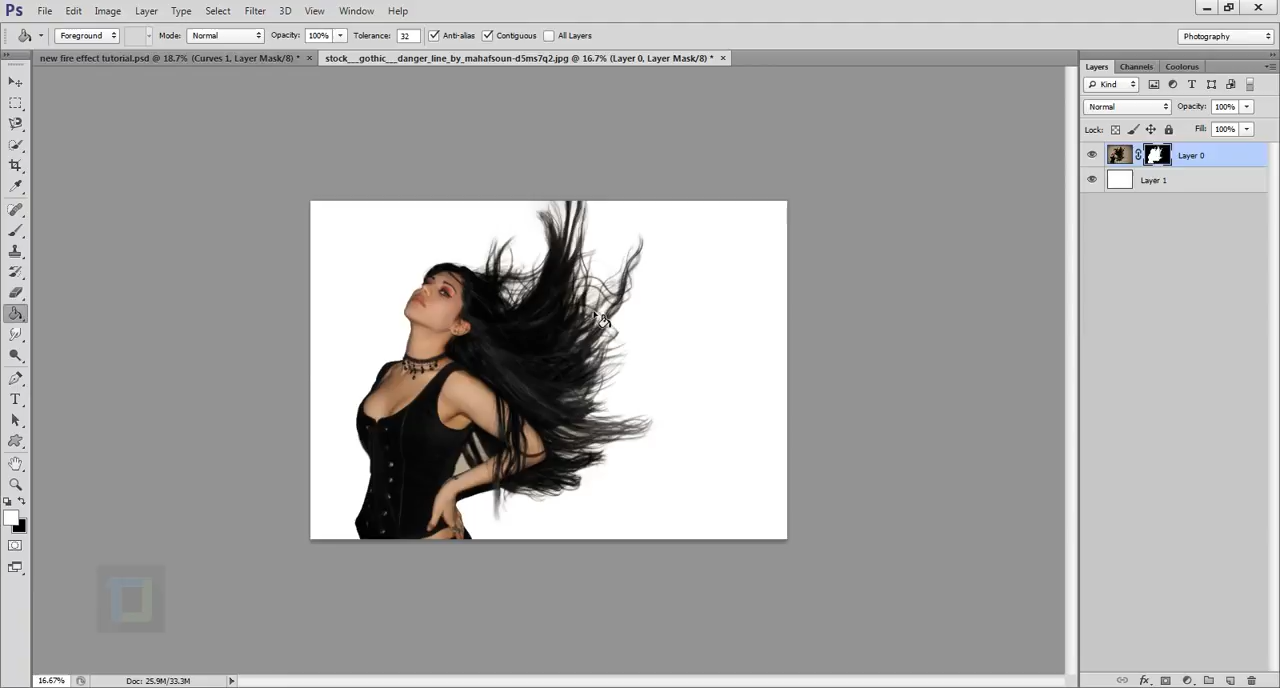 Ps File Edit Image Layer Type Select Filter 3D View Window Help
Foreground Mode: Normal Opacity: 100% Tolerance: 32 Anti-alias Contiguous All Layers Photography
new fire effect tutorial.psd @ 18.7% (Curves 1, Layer Mask/8) * × stock___gothic___danger_line_by_mahafsoun-d5ms7q2.jpg @ 16.7% (Layer 0, Layer Mask/8) * ×
Layers Channels Coolorus
Kind
Normal Opacity: 100%
Lock: Fill: 100%
Layer 0
Layer 1
16.67% Doc: 25.9M/33.3M